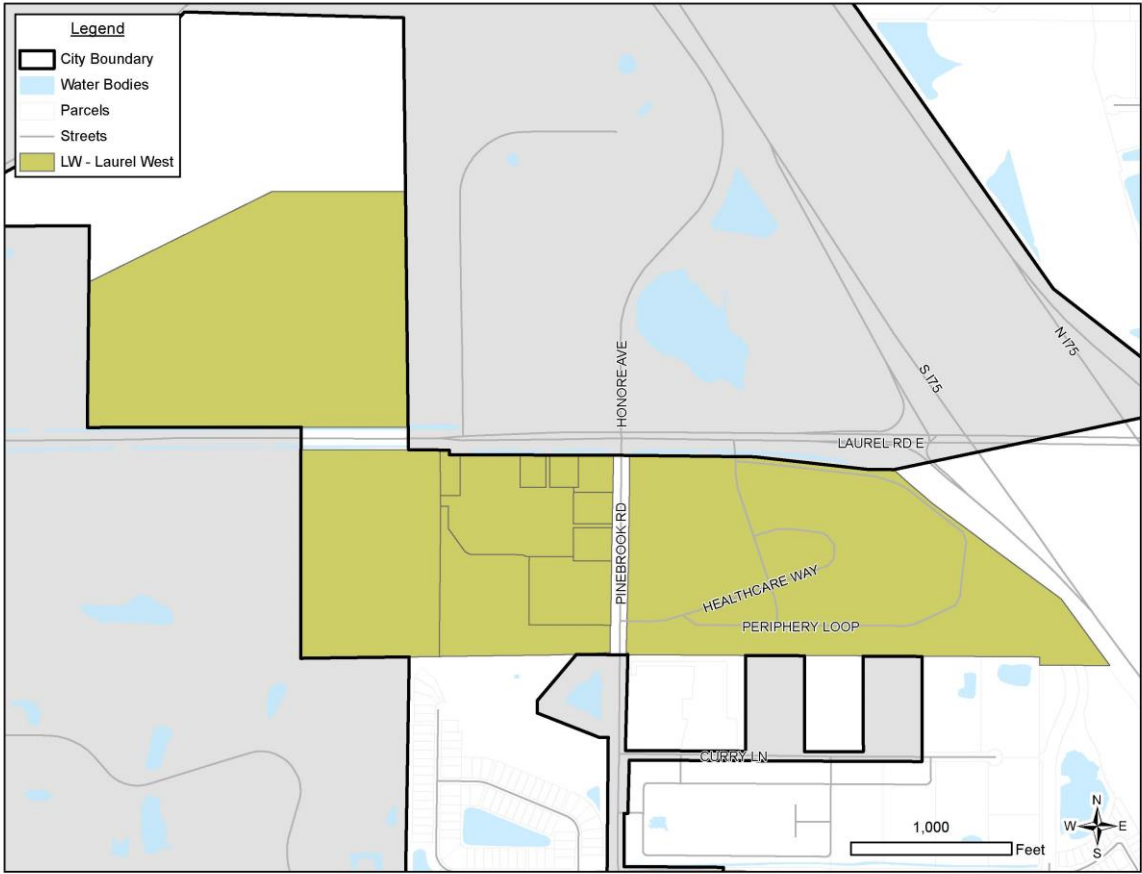 Legend
City Boundary
Water Bodies
Parcels
Streets
LW - Laurel West
HONORE AVE
N I75
S I75
LAUREL RD E
PINEBROOK RD
HEALTHCARE WAY
PERIPHERY LOOP
CURRY LN
N
W E
S
1,000
Feet